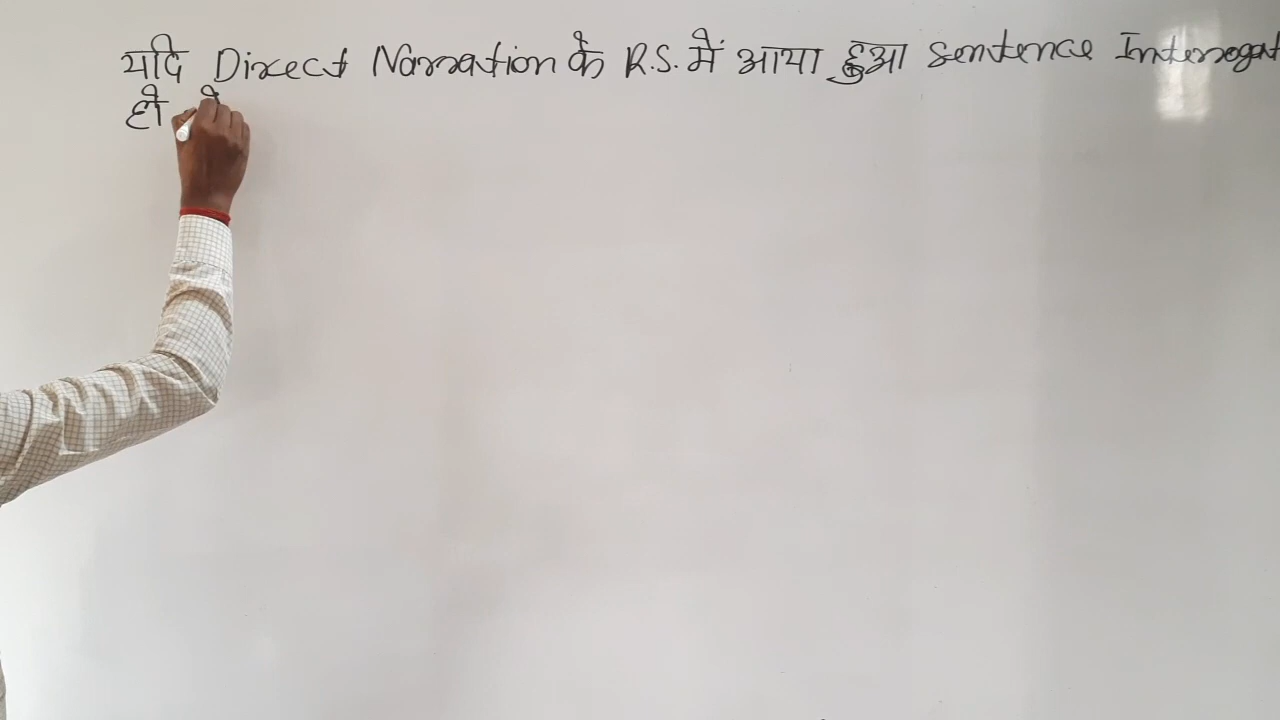 यदि Direct Narration के R.S. में आया हुआ sentence Interrogat
हो